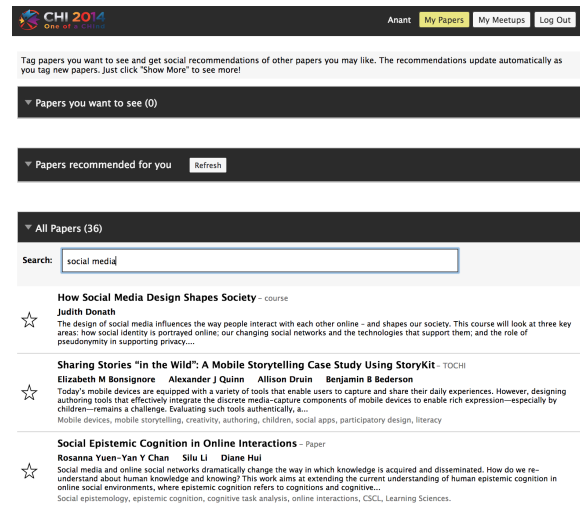 CHI 2014
One of a CHInd
Anant My Papers My Meetups Log Out
Tag papers you want to see and get social recommendations of other papers you may like. The recommendations update automatically as
you tag new papers. Just click "Show More" to see more!
Papers you want to see (0)
Papers recommended for you Refresh
All Papers (36)
Search: social media
How Social Media Design Shapes Society - course
Judith Donath
The design of social media influences the way people interact with each other online – and shapes our society. This course will look at three key
areas: how social identity is portrayed online; our changing social networks and the technologies that support them; and the role of
pseudonymity in supporting privacy....
Sharing Stories “in the Wild”: A Mobile Storytelling Case Study Using StoryKit - TOCHI
Elizabeth M Bonsignore Alexander J Quinn Allison Druin Benjamin B Bederson
Today’s mobile devices are equipped with a variety of tools that enable users to capture and share their daily experiences. However, designing
authoring tools that effectively integrate the discrete media-capture components of mobile devices to enable rich expression—especially by
children—remains a challenge. Evaluating such tools authentically, a...
Mobile devices, mobile storytelling, creativity, authoring, children, social apps, participatory design, literacy
Social Epistemic Cognition in Online Interactions - Paper
Rosanna Yuen-Yan Y Chan Silu Li Diane Hui
Social media and online social networks dramatically change the way in which knowledge is acquired and disseminated. How do we re-
understand about human knowledge and knowing? This work aims at extending the current understanding of human epistemic cognition in
online social environments, where epistemic cognition refers to cognitions and cognitive...
Social epistemology, epistemic cognition, cognitive task analysis, online interactions, CSCL, Learning Sciences.